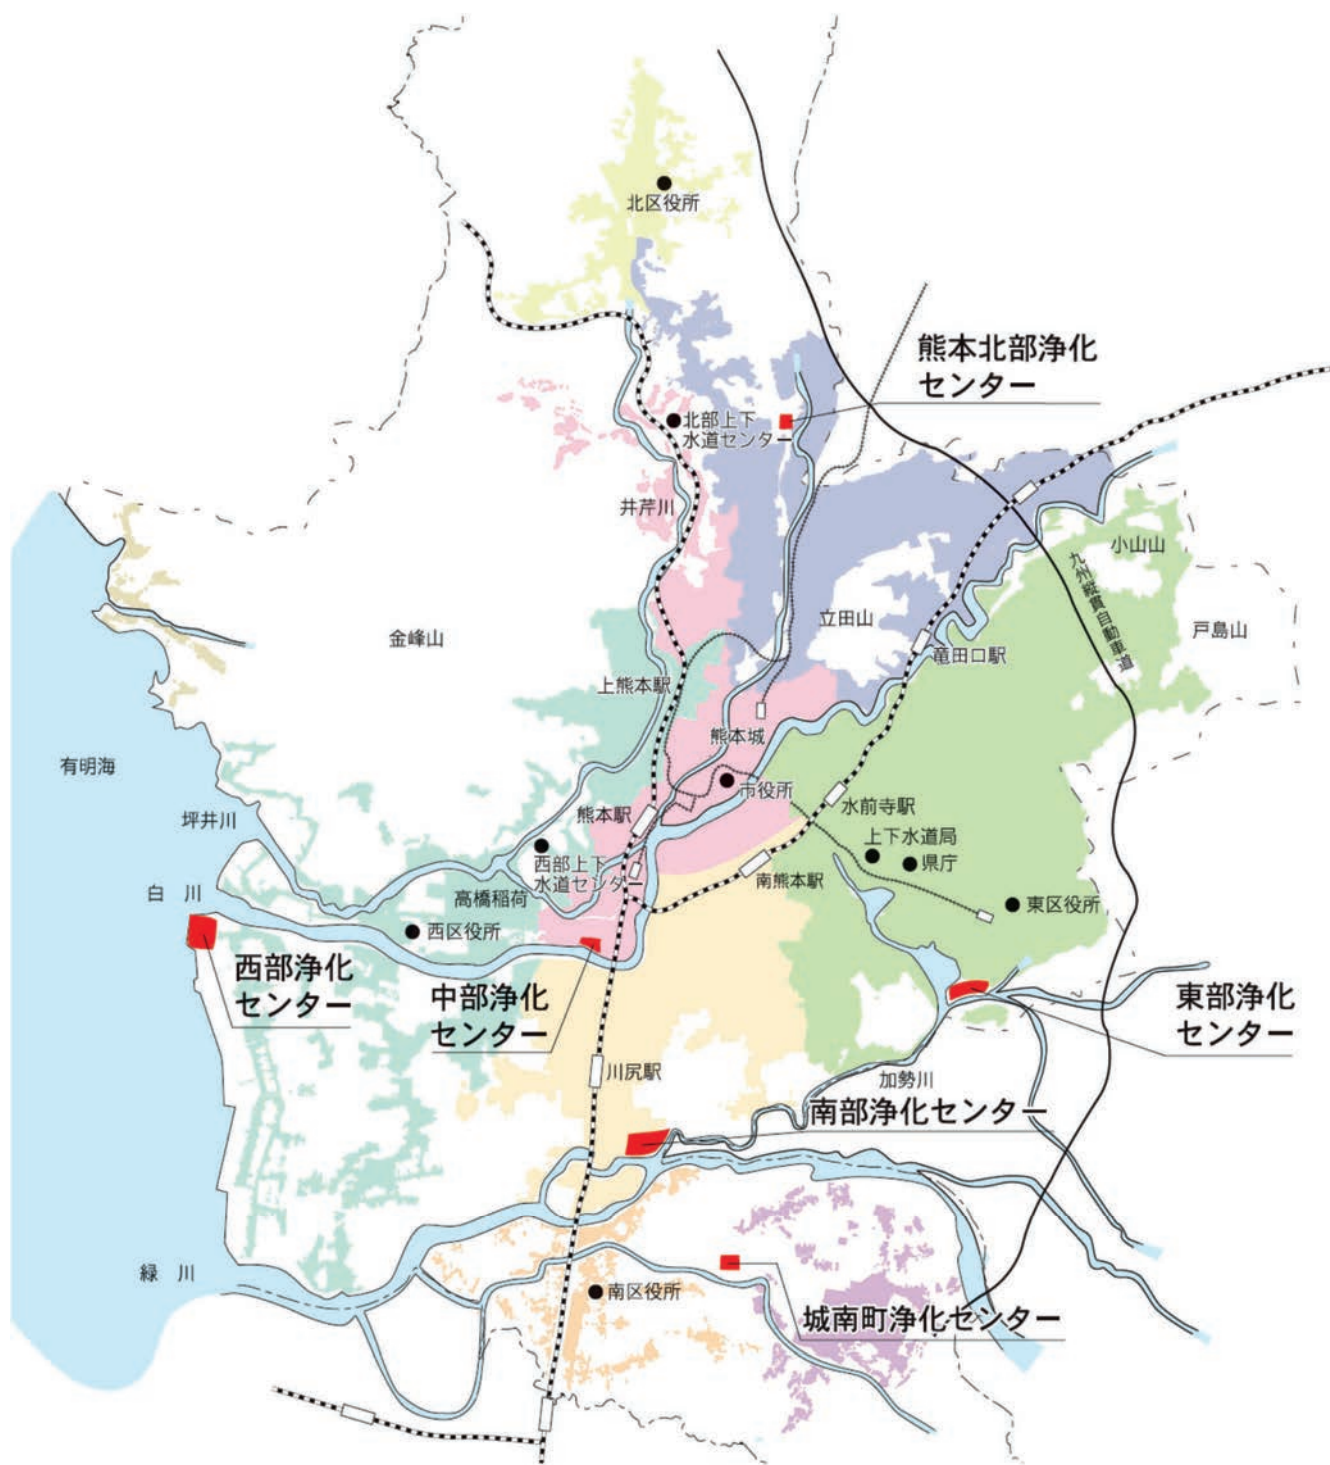 北区役所
熊本北部浄化
センター
北部上下
水道センター
井芹川
小山山
九州縦貫自動車道
戸島山
立田山
金峰山
竜田口駅
上熊本駅
熊本城
有明海
市役所
坪井川
熊本駅
水前寺駅
上下水道局
県庁
西部上下
水道センター
南熊本駅
白 川
高橋稲荷
東区役所
西区役所
西部浄化
センター
中部浄化
センター
東部浄化
センター
川尻駅
加勢川
南部浄化センター
緑 川
南区役所
城南町浄化センター